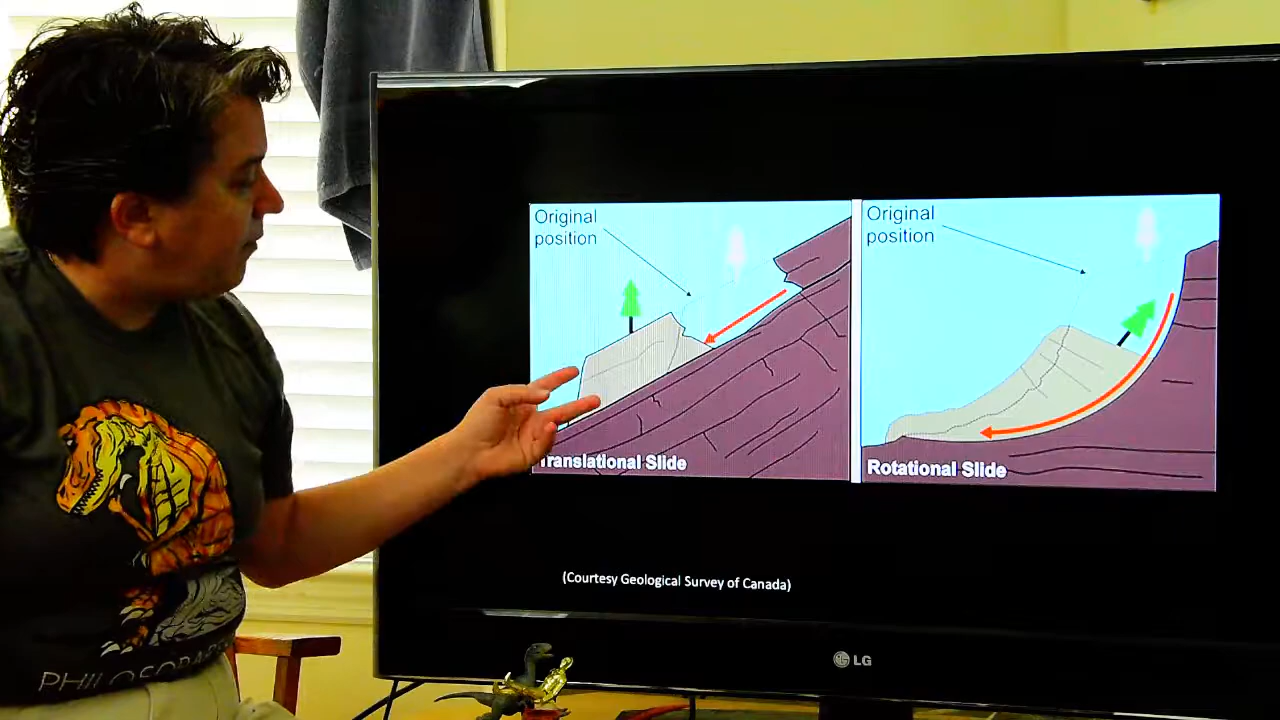 Original
position
Translational Slide
Original
position
Rotational Slide
(Courtesy Geological Survey of Canada)
LG